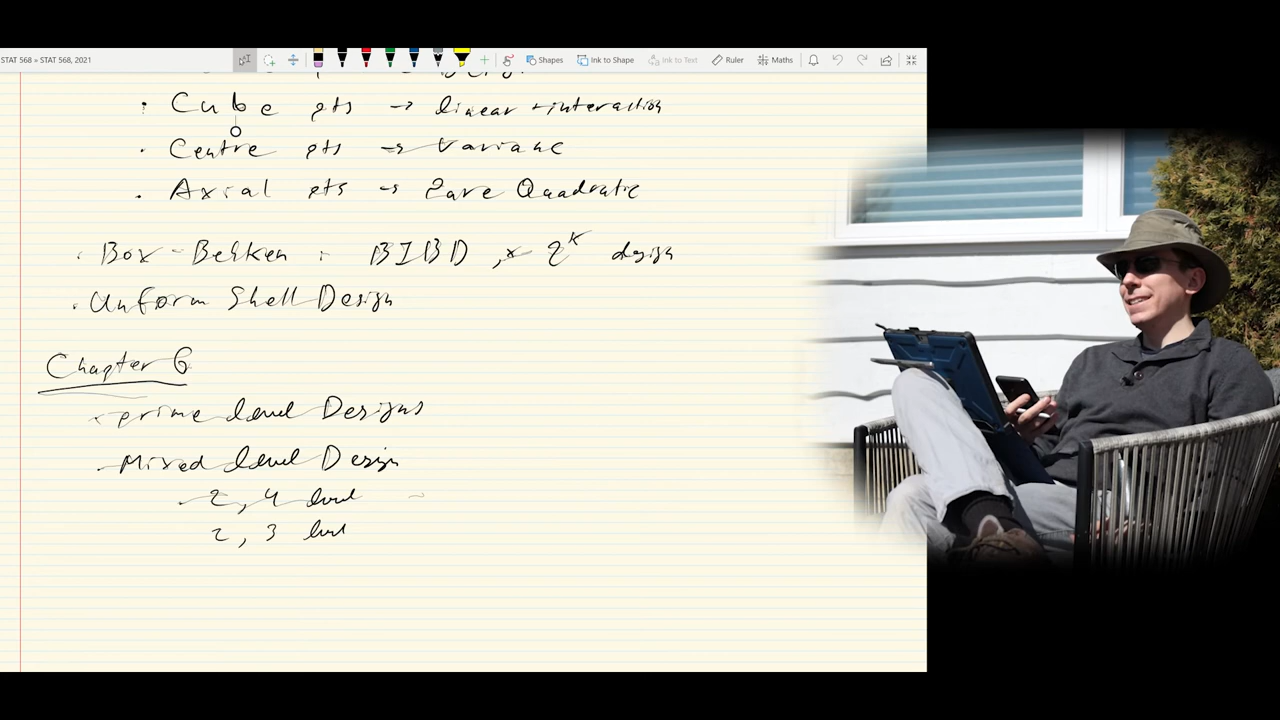 STAT 568 » STAT 568, 2021
Shapes Ink to Shape Ink to Text Ruler Maths
· Cube pts → linear + interaction
· Centre pts → Variance
· Axial pts → Pure Quadratic
· Box-Behken : BIBD, x 2^k design
· Uniform Shell Design
Chapter 6
· prime level Designs
· Mixed level Design
· 2, 4 level
2, 3 level